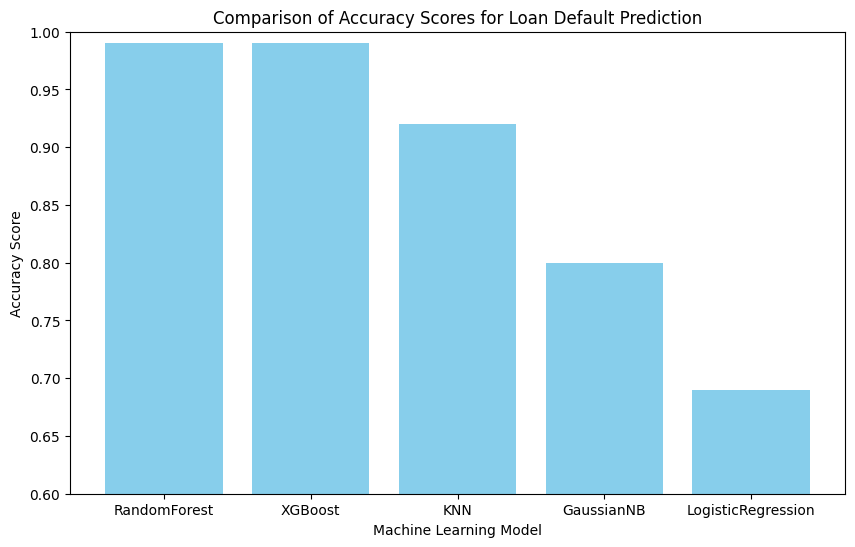 Comparison of Accuracy Scores for Loan Default Prediction
1.00
0.95
0.90
0.85
0.80
0.75
0.70
0.65
0.60
Accuracy Score
RandomForest XGBoost KNN GaussianNB LogisticRegression
Machine Learning Model